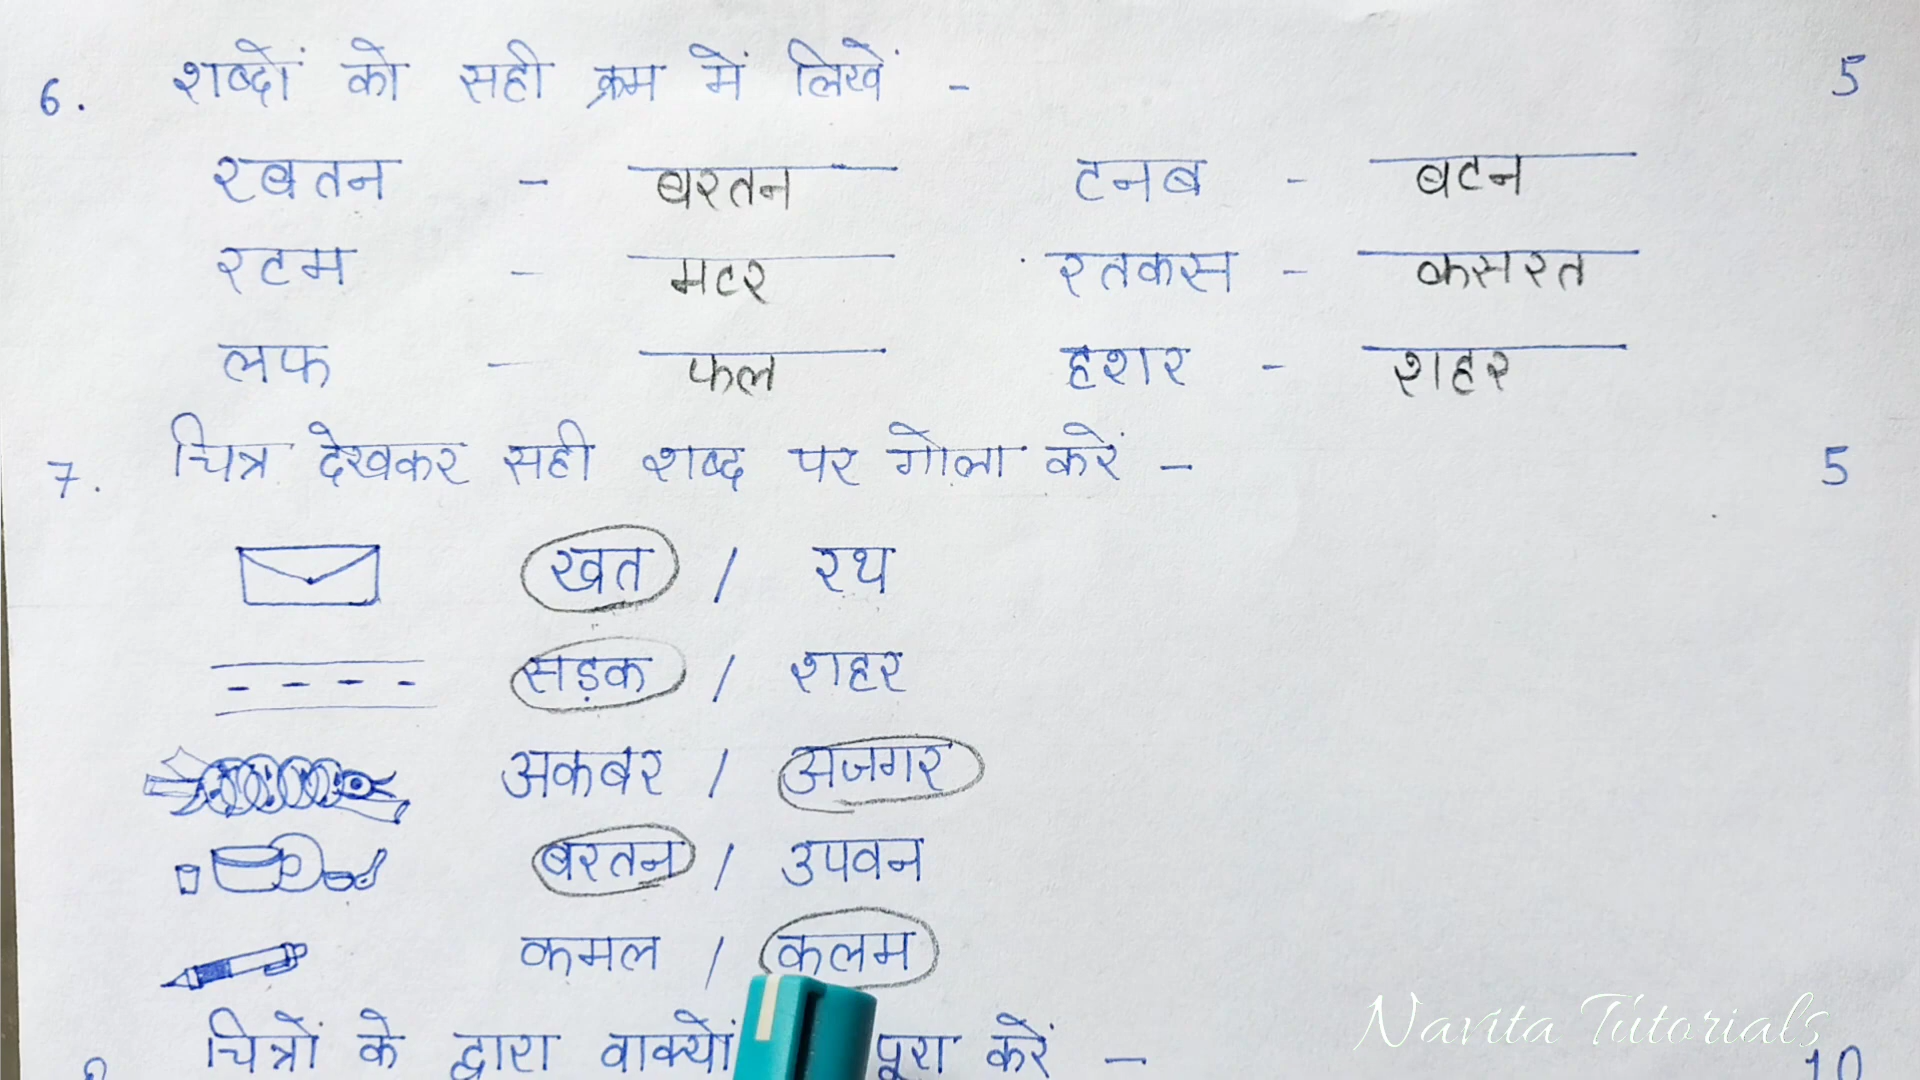 6. शब्दों को सही क्रम में लिखें - 5
रबतन - बरतन टनब - बटन
रटम - मटर रतकस - कसरत
लफ - फल हशर - शहर
7. चित्र देखकर सही शब्द पर गोला करें - 5
खत / रथ
सड़क / शहर
अकबर / अजगर
बरतन / उपवन
कमल / कलम
चित्रों के द्वारा वाक्यों पूरा करें - 10
Navita Tutorials